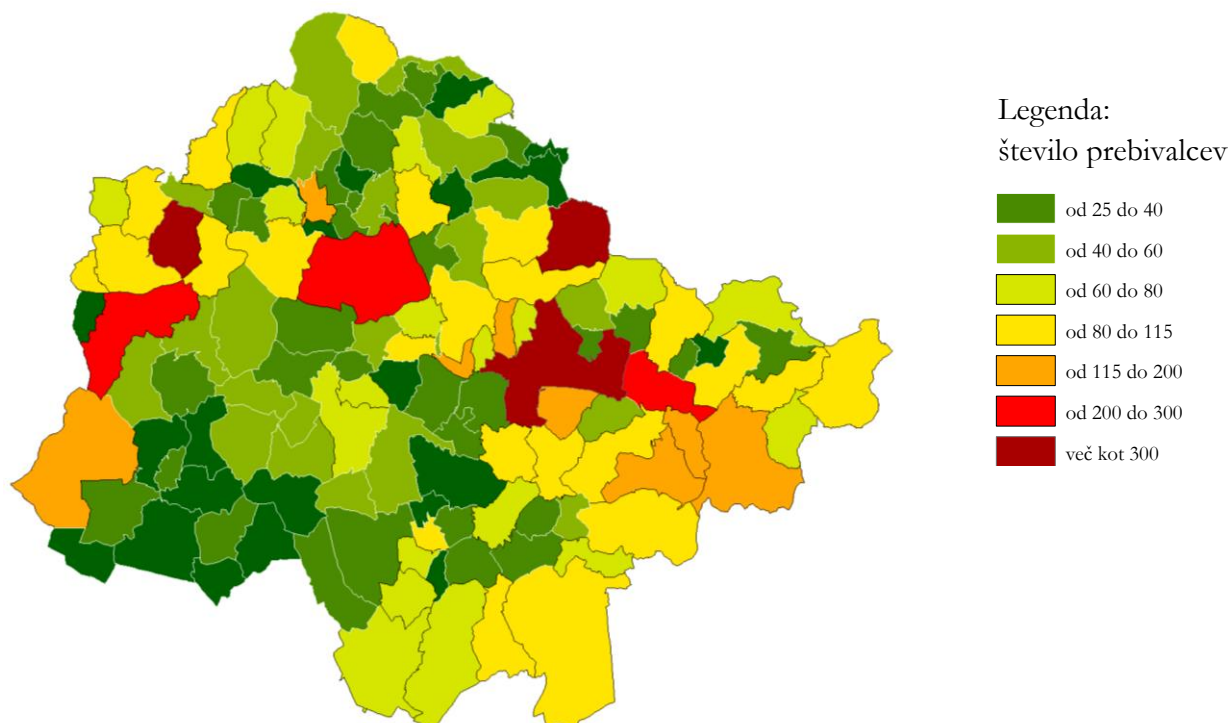 Legenda:
število prebivalcev
od 25 do 40
od 40 do 60
od 60 do 80
od 80 do 115
od 115 do 200
od 200 do 300
več kot 300